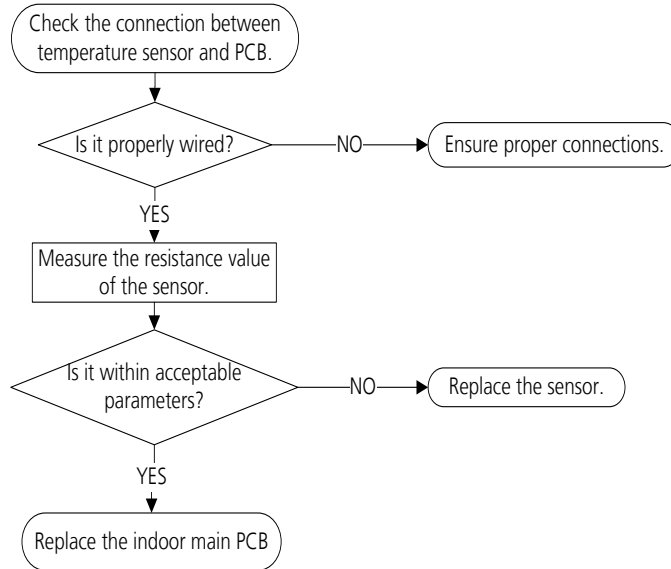 Check the connection between
temperature sensor and PCB.
Is it properly wired?
NO
Ensure proper connections.
YES
Measure the resistance value
of the sensor.
Is it within acceptable
parameters?
NO
Replace the sensor.
YES
Replace the indoor main PCB